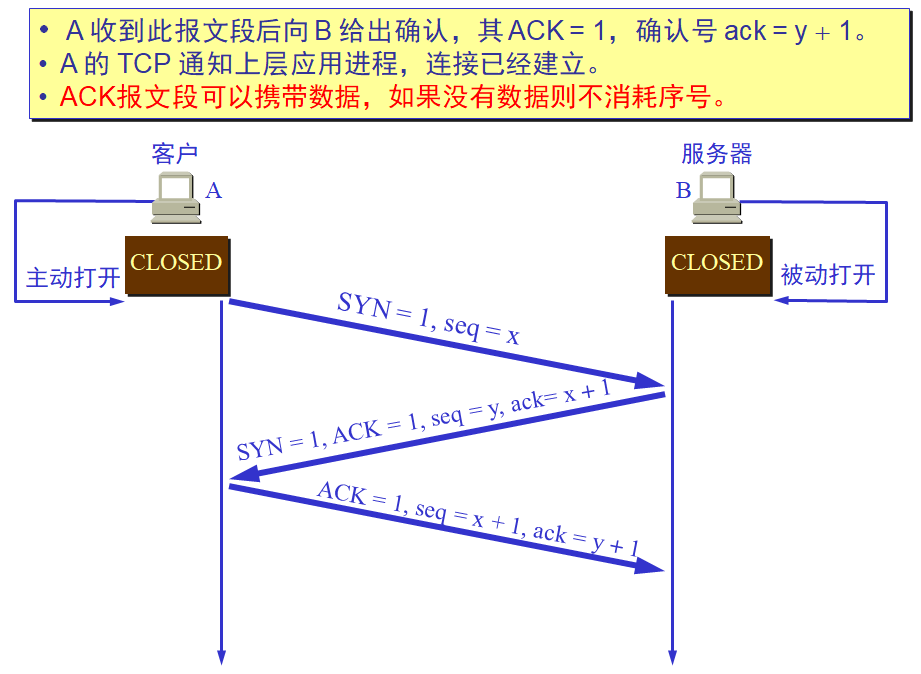 • A 收到此报文段后向 B 给出确认，其 ACK = 1，确认号 ack = y + 1。
• A 的 TCP 通知上层应用进程，连接已经建立。
• ACK报文段可以携带数据，如果没有数据则不消耗序号。
客户
服务器
A
B
CLOSED
CLOSED
主动打开
被动打开
SYN = 1, seq = x
SYN = 1, ACK = 1, seq = y, ack= x + 1
ACK = 1, seq = x + 1, ack = y + 1